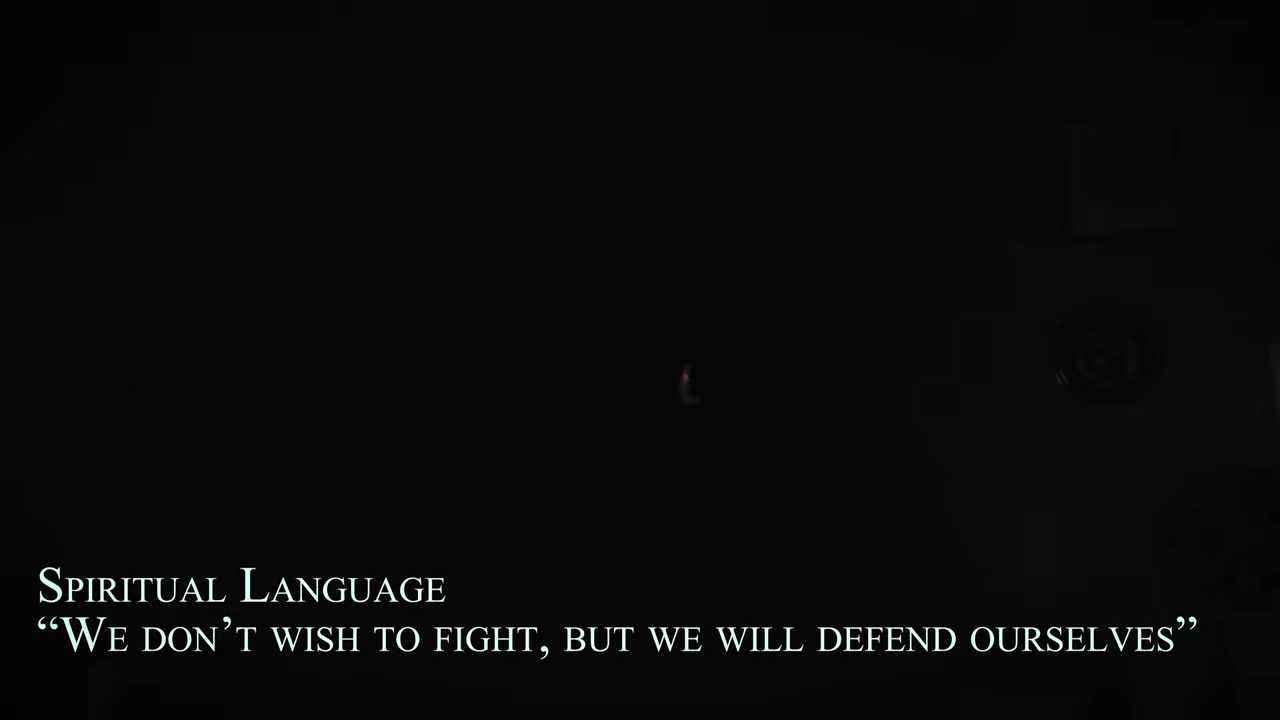 Spiritual Language
“We don’t wish to fight, but we will defend ourselves”